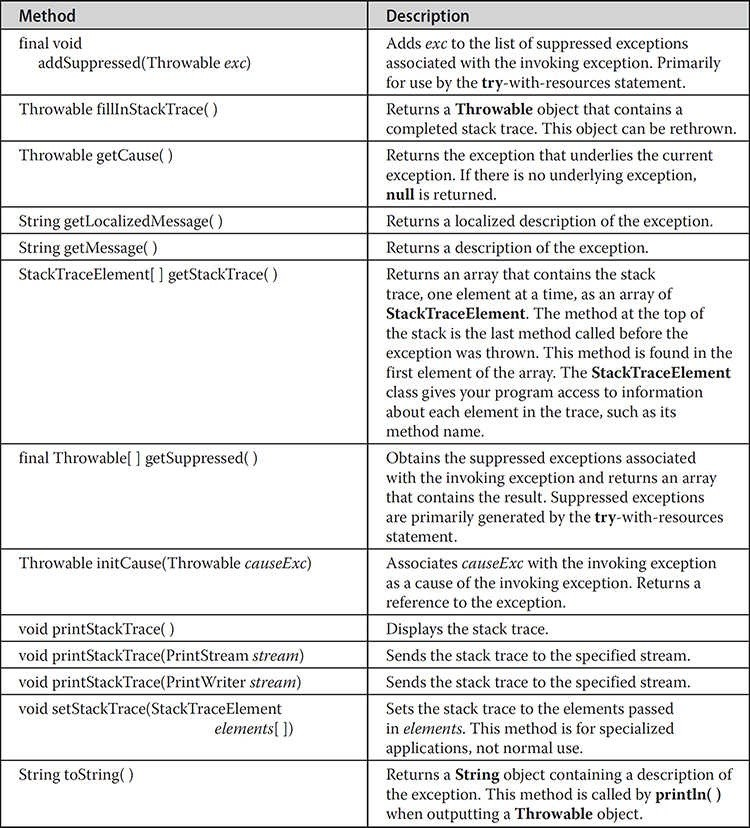 Method Description
final void
addSuppressed(Throwable exc)
Adds exc to the list of suppressed exceptions
associated with the invoking exception. Primarily
for use by the try-with-resources statement.
Throwable fillInStackTrace( )
Returns a Throwable object that contains a
completed stack trace. This object can be rethrown.
Throwable getCause( )
Returns the exception that underlies the current
exception. If there is no underlying exception,
null is returned.
String getLocalizedMessage( )
Returns a localized description of the exception.
String getMessage( )
Returns a description of the exception.
StackTraceElement[ ] getStackTrace( )
Returns an array that contains the stack
trace, one element at a time, as an array of
StackTraceElement. The method at the top of
the stack is the last method called before the
exception was thrown. This method is found in the
first element of the array. The StackTraceElement
class gives your program access to information
about each element in the trace, such as its
method name.
final Throwable[ ] getSuppressed( )
Obtains the suppressed exceptions associated
with the invoking exception and returns an array
that contains the result. Suppressed exceptions
are primarily generated by the try-with-resources
statement.
Throwable initCause(Throwable causeExc)
Associates causeExc with the invoking exception
as a cause of the invoking exception. Returns a
reference to the exception.
void printStackTrace( )
Displays the stack trace.
void printStackTrace(PrintStream stream)
Sends the stack trace to the specified stream.
void printStackTrace(PrintWriter stream)
Sends the stack trace to the specified stream.
void setStackTrace(StackTraceElement
elements[ ])
Sets the stack trace to the elements passed
in elements. This method is for specialized
applications, not normal use.
String toString( )
Returns a String object containing a description of
the exception. This method is called by println( )
when outputting a Throwable object.